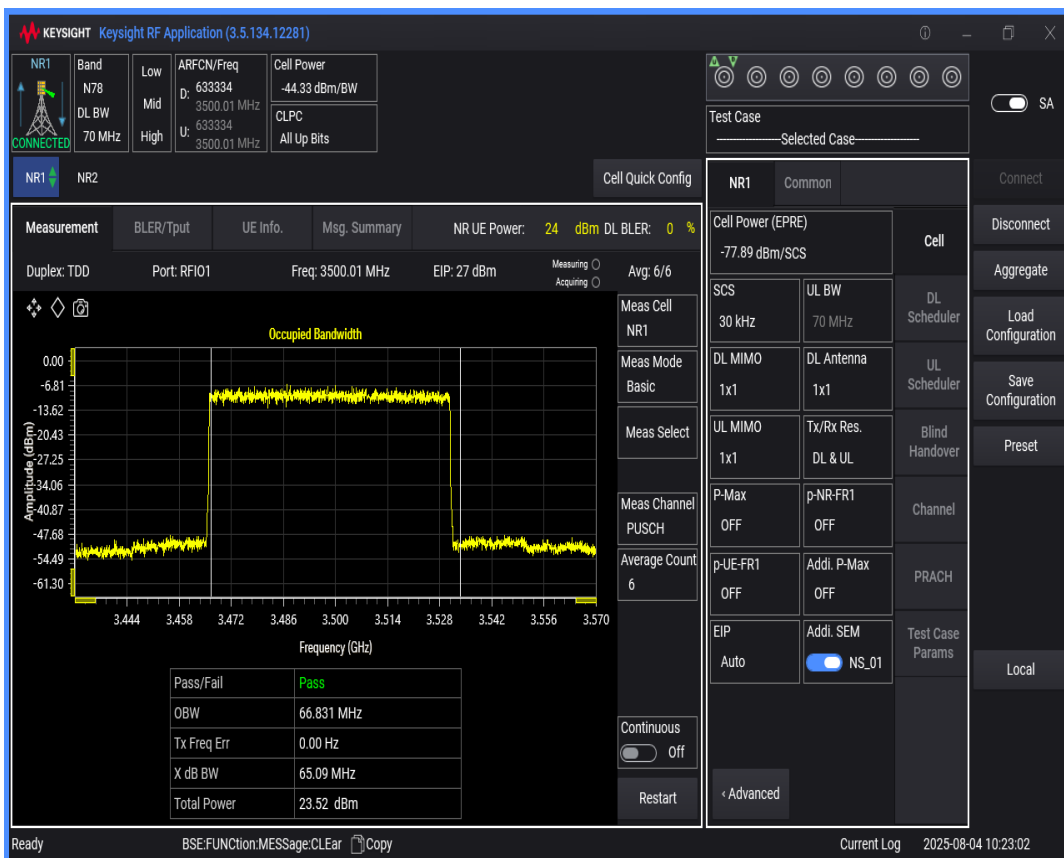 KEYSIGHT Keysight RF Application (3.5.134.12281)
NR1
CONNECTED
Band
N78
DL BW
70 MHz
Low
Mid
High
ARFCN/Freq
D: 633334
3500.01 MHz
U: 633334
3500.01 MHz
Cell Power
-44.33 dBm/BW
CLPC
All Up Bits
Test Case
Selected Case
SA
NR1 NR2 Cell Quick Config
Measurement BLER/Tput UE Info. Msg. Summary NR UE Power: 24 dBm DL BLER: 0 %
Duplex: TDD Port: RFIO1 Freq: 3500.01 MHz EIP: 27 dBm Measuring Acquiring Avg: 6/6
Occupied Bandwidth
Amplitude (dBm)
0.00
-6.81
-13.62
-20.43
-27.25
-34.06
-40.87
-47.68
-54.49
-61.30
3.444 3.458 3.472 3.486 3.500 3.514 3.528 3.542 3.556 3.570
Frequency (GHz)
Pass/Fail Pass
OBW 66.831 MHz
Tx Freq Err 0.00 Hz
X dB BW 65.09 MHz
Total Power 23.52 dBm
Meas Cell
NR1
Meas Mode
Basic
Meas Select
Meas Channel
PUSCH
Average Count
6
Continuous
Off
Restart
NR1 Common
Cell Power (EPRE)
-77.89 dBm/SCS
SCS
30 kHz
UL BW
70 MHz
DL MIMO
1x1
DL Antenna
1x1
UL MIMO
1x1
Tx/Rx Res.
DL & UL
P-Max
OFF
p-NR-FR1
OFF
p-UE-FR1
OFF
Addi. P-Max
OFF
EIP
Auto
Addi. SEM
NS_01
‹ Advanced
Cell
DL
Scheduler
UL
Scheduler
Blind
Handover
Channel
PRACH
Test Case
Params
Connect
Disconnect
Aggregate
Load
Configuration
Save
Configuration
Preset
Local
Ready BSE:FUNCtion:MESSage:CLEar Copy Current Log 2025-08-04 10:23:02